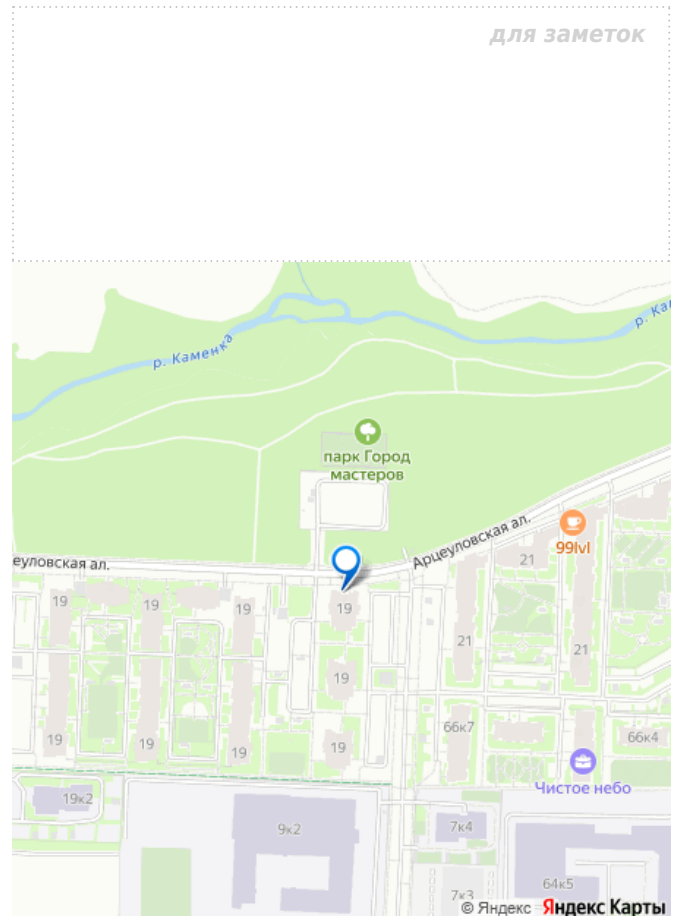 для заметок
р. Каменка
р. Ка
парк Город
мастеров
Арцеуловская ал.
99lvl
еуловская ал.
21
19
19
19
19
21
21
19
66к7
66к4
19
19
19
19
Чистое небо
19к2
9к2
7к4
64к5
7к3
© Яндекс Яндекс Карты